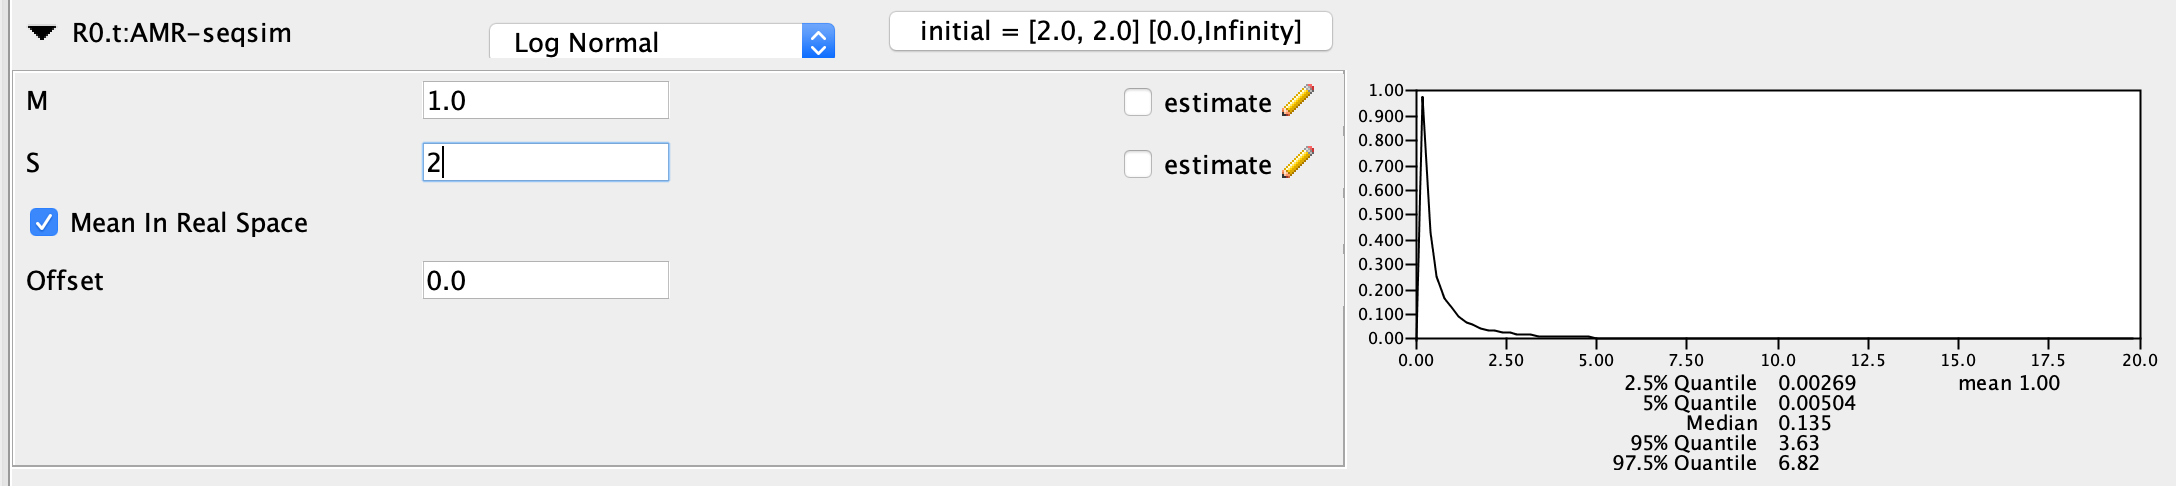 R0.t:AMR-seqsim
Log Normal
initial = [2.0, 2.0] [0.0,Infinity]
M
1.0
estimate
S
2
estimate
Mean In Real Space
Offset
0.0
1.00
0.900
0.800
0.700
0.600
0.500
0.400
0.300
0.200
0.100
0.00
0.00 2.50 5.00 7.50 10.0 12.5 15.0 17.5 20.0
2.5% Quantile 0.00269 mean 1.00
5% Quantile 0.00504
Median 0.135
95% Quantile 3.63
97.5% Quantile 6.82